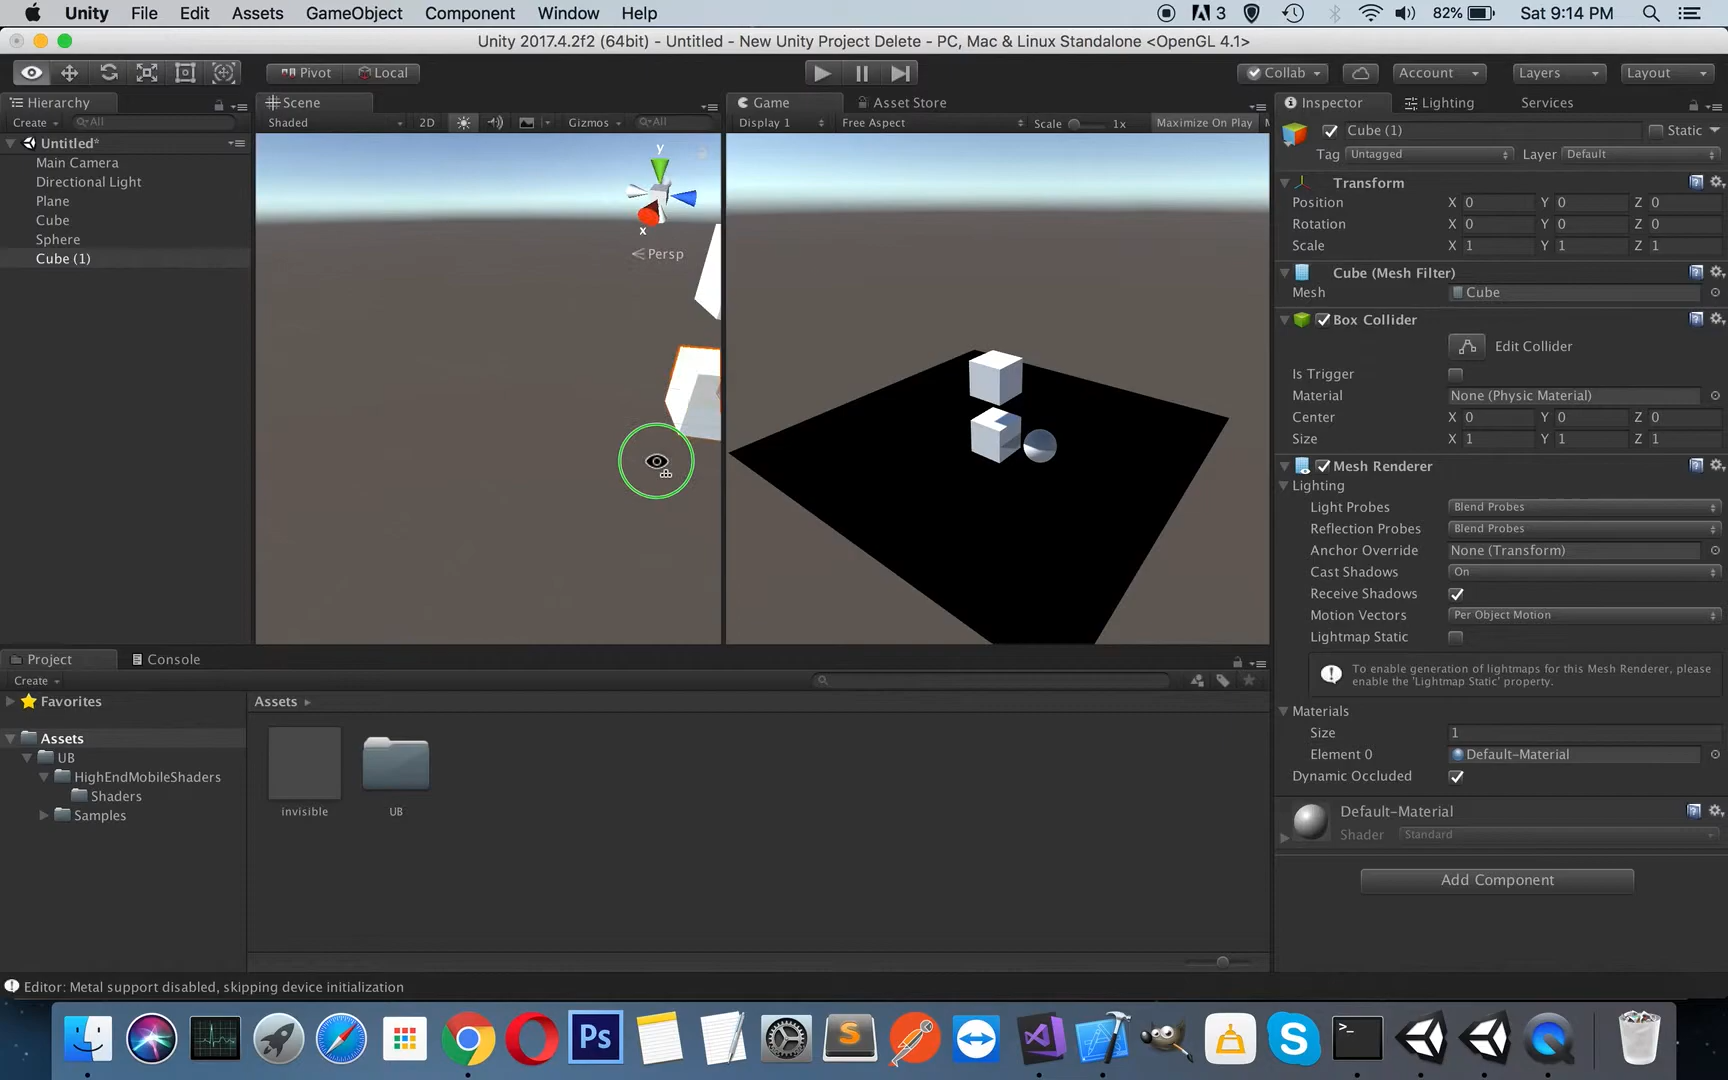 Unity File Edit Assets GameObject Component Window Help 3 82% Sat 9:14 PM
Unity 2017.4.2f2 (64bit) - Untitled - New Unity Project Delete - PC, Mac & Linux Standalone <OpenGL 4.1>
Pivot Local Collab Account Layers Layout
Hierarchy Scene Game Asset Store Inspector Lighting Services
Create All Shaded 2D Gizmos All Display 1 Free Aspect Scale 1x Maximize On Play
Cube (1) Static
Untitled*
Tag Untagged Layer Default
Main Camera
Directional Light
Plane
Cube
Sphere
Cube (1)
y
x
Persp
Transform
Position X 0 Y 0 Z 0
Rotation X 0 Y 0 Z 0
Scale X 1 Y 1 Z 1
Cube (Mesh Filter)
Mesh Cube
Box Collider
Edit Collider
Is Trigger
Material None (Physic Material)
Center X 0 Y 0 Z 0
Size X 1 Y 1 Z 1
Mesh Renderer
Lighting
Light Probes Blend Probes
Reflection Probes Blend Probes
Anchor Override None (Transform)
Cast Shadows On
Receive Shadows
Motion Vectors Per Object Motion
Lightmap Static
To enable generation of lightmaps for this Mesh Renderer, please
enable the 'Lightmap Static' property.
Materials
Size 1
Element 0 Default-Material
Dynamic Occluded
Default-Material
Shader Standard
Add Component
Project Console
Create
Favorites
Assets
UB
HighEndMobileShaders
Shaders
Samples
Assets
invisible UB
Editor: Metal support disabled, skipping device initialization
Ps
S